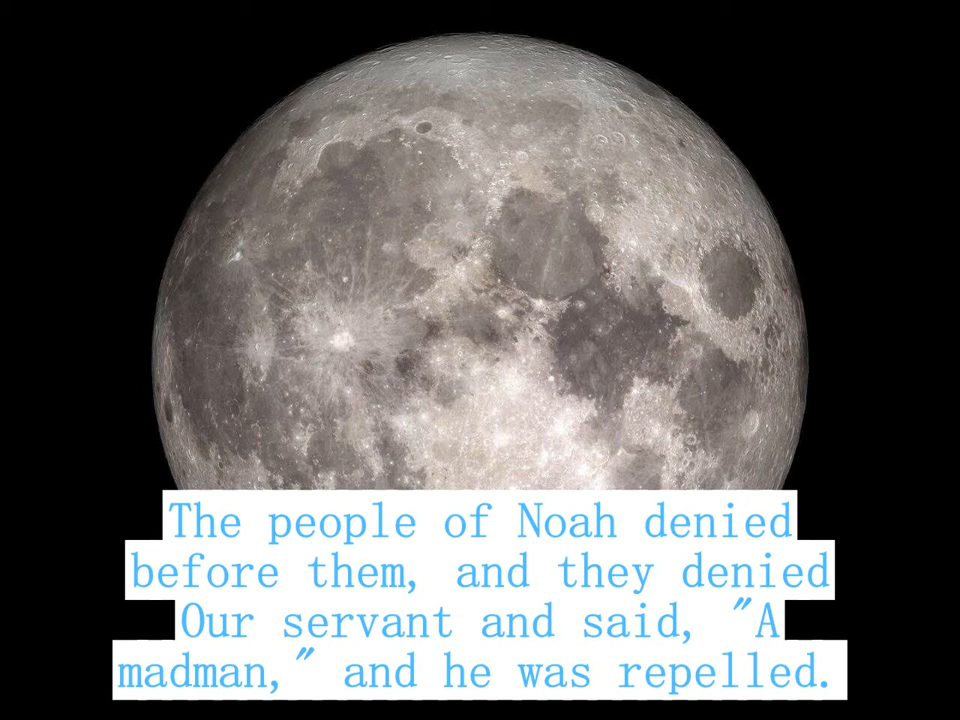 The people of Noah denied
before them, and they denied
Our servant and said, "A
madman," and he was repelled.